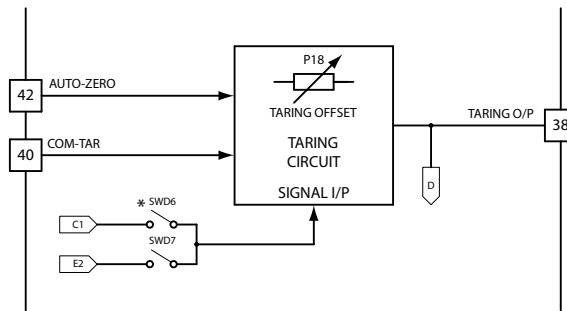 P18
42
AUTO-ZERO
TARING OFFSET
TARING O/P
38
40
COM-TAR
TARING
CIRCUIT
SIGNAL I/P
D
* SWD6
C1
SWD7
E2